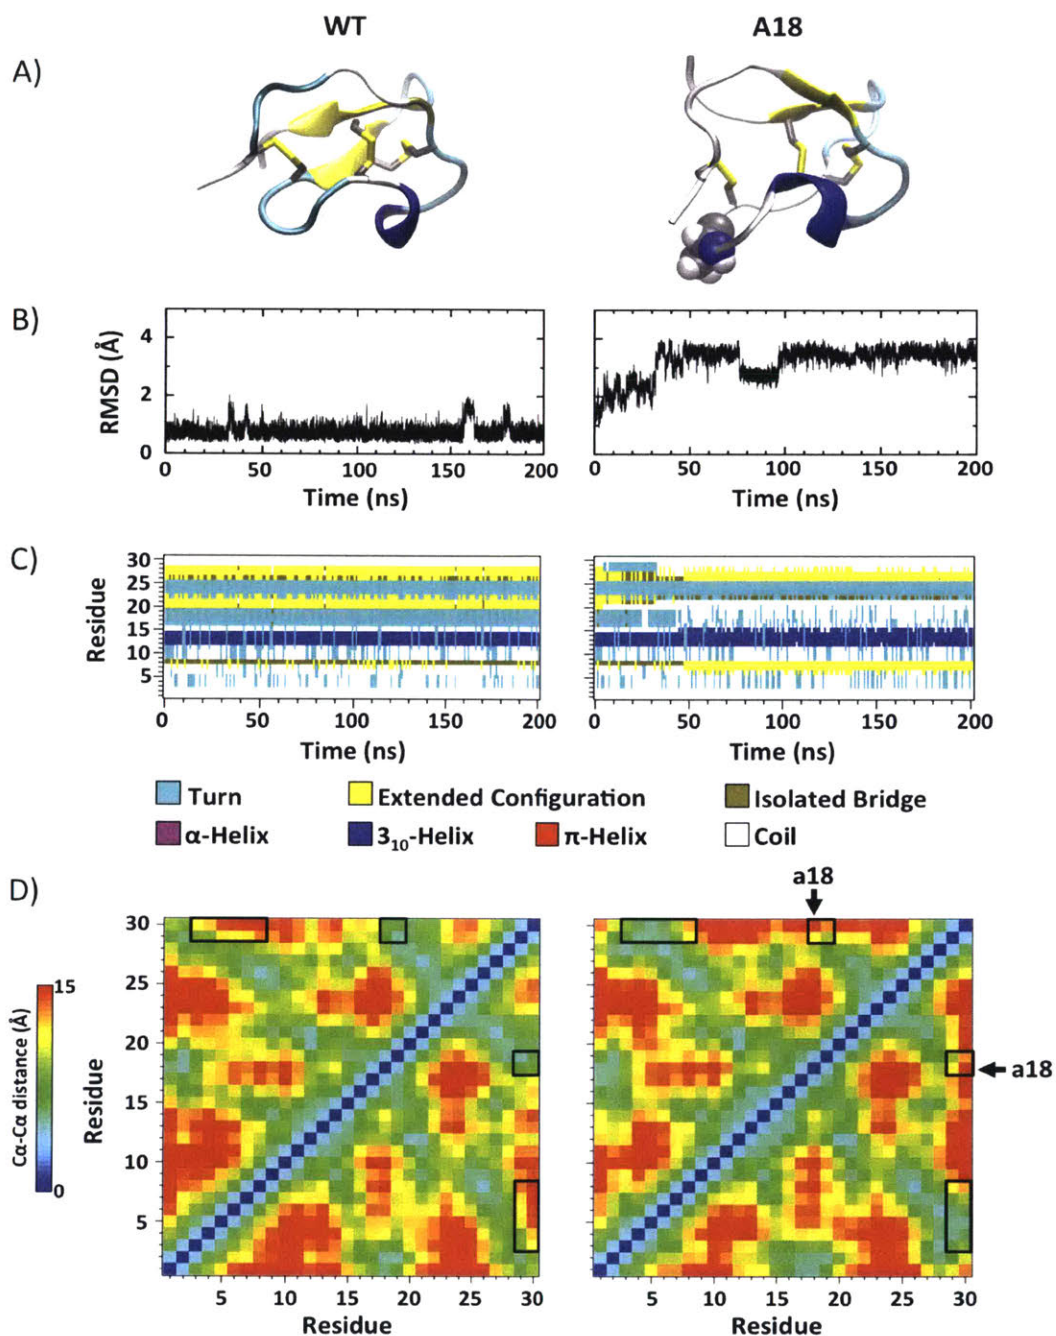 WT A18
A)
B)
RMSD (Å)
4
2
0
0 50 100 150 200 0 50 100 150 200
Time (ns) Time (ns)
C)
Residue
30
25
20
15
10
5
0 50 100 150 200 0 50 100 150 200
Time (ns) Time (ns)
Turn Extended Configuration Isolated Bridge
α-Helix 3₁₀-Helix π-Helix Coil
D)
a18
Cα-Cα distance (Å)
15
0
Residue
30
25
20
15
10
5
a18
5 10 15 20 25 30 5 10 15 20 25 30
Residue Residue